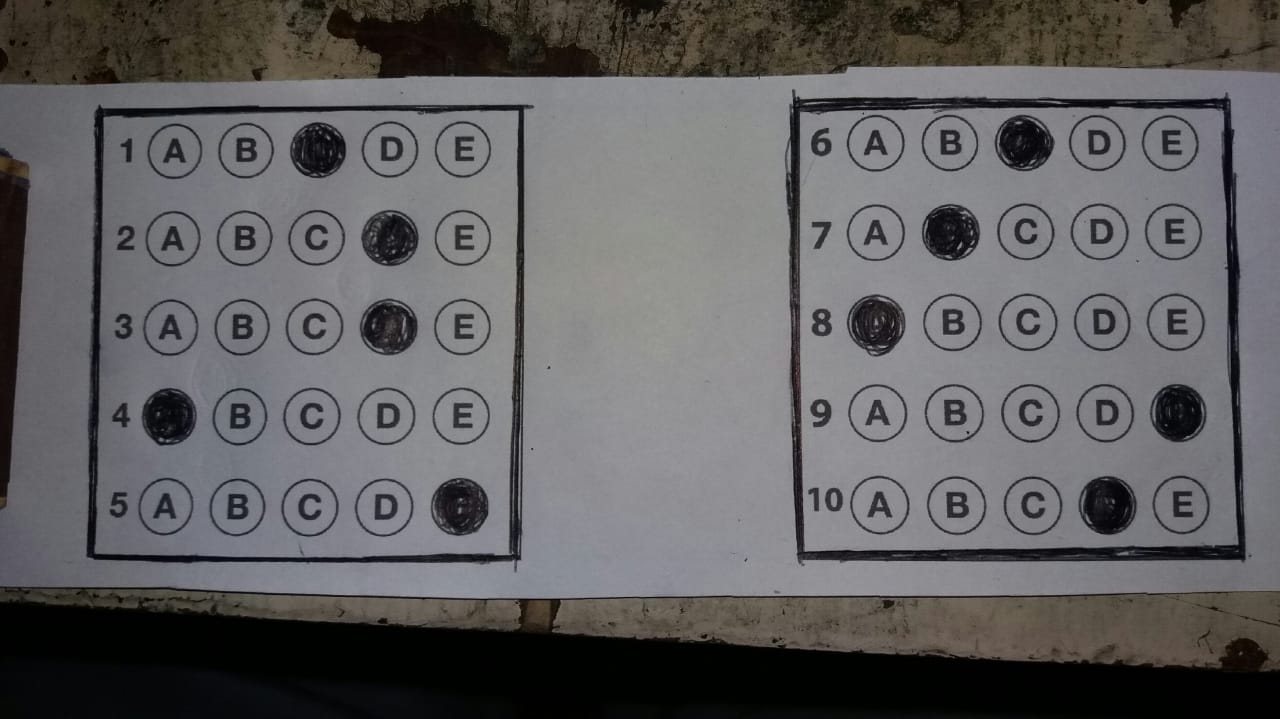 1 A B D E
2 A B C E
3 A B C E
4 B C D E
5 A B C D
6 A B D E
7 A C D E
8 B C D E
9 A B C D
10 A B C E